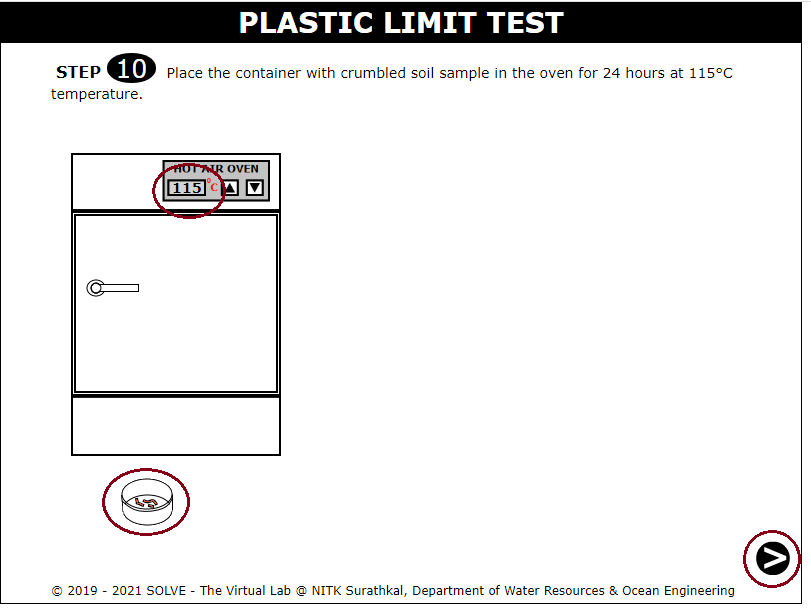 PLASTIC LIMIT TEST
STEP 10 Place the container with crumbled soil sample in the oven for 24 hours at 115°C
temperature.
HOT AIR OVEN
115 °C ▲ ▼
>
© 2019 - 2021 SOLVE - The Virtual Lab @ NITK Surathkal, Department of Water Resources & Ocean Engineering